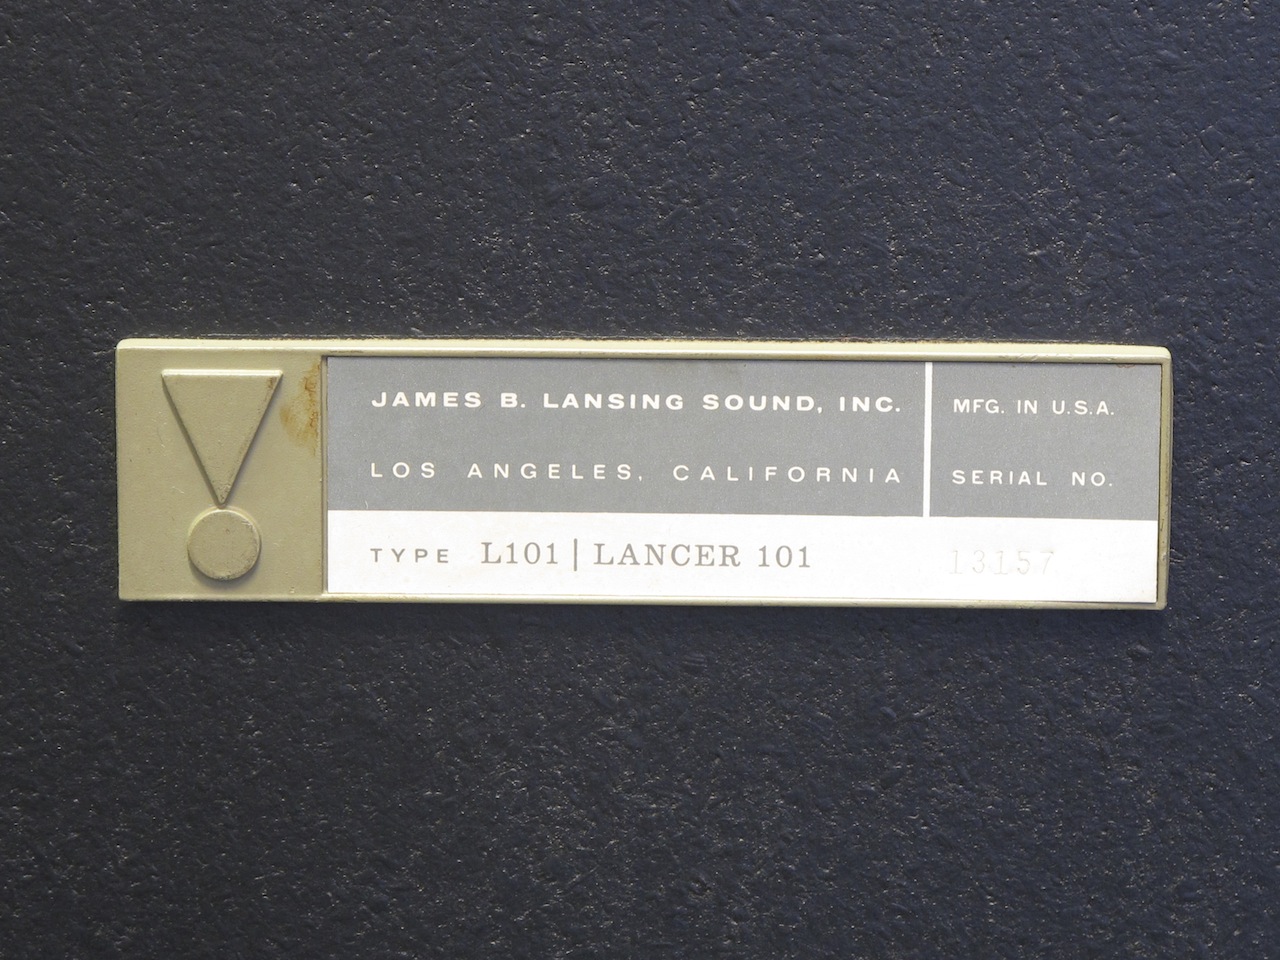 JAMES B. LANSING SOUND, INC.
LOS ANGELES, CALIFORNIA
MFG. IN U.S.A.
SERIAL NO.
TYPE L101 | LANCER 101
13157